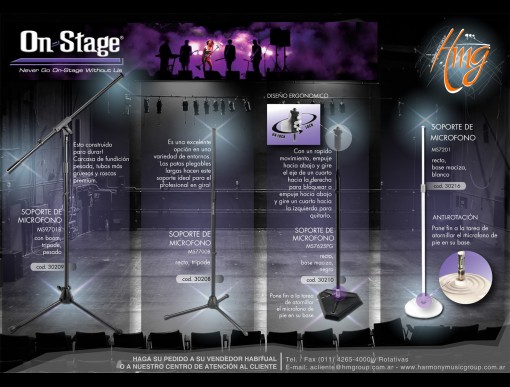 On-Stage®
Never Go On-Stage Without Us
Hmg
DISEÑO ERGONOMICO
Esta construido
para durar!
Carcasa de fundición
pesada, tubos más
gruesos y roscas
premium.
SOPORTE DE
MICROFONO
MS9701B
con boom,
tripode,
pesado
cod. 30209
Es una excelente
opción en una
variedad de entornos.
Las patas plegables
largas hacen este
soporte ideal para el
profesional en gira!
SOPORTE DE
MICROFONO
MS7700B
recto, tripode
cod. 30208
Con un rapido
movimiento, empuje
hacia abajo y gire
el eje de un cuarto
hacia la derecha
para bloquear o
empuje hacia abajo
y gire un cuarto hacia
la izquierda para
quitarlo.
SOPORTE DE
MICROFONO
MS7625PG
recto,
base maciza,
negro
cod. 30210
Pone fin a la tarea
de atornillar
el microfono de
pie en su base.
SOPORTE DE
MICROFONO
MS7201
recto,
base maciza,
blanco
cod. 30216
ANTIROTACIÓN
Pone fin a la tarea de
atornillar el microfono de
pie en su base.
HAGA SU PEDIDO A SU VENDEDOR HABITUAL
O A NUESTRO CENTRO DE ATENCIÓN AL CLIENTE
Tel. / Fax (011) 4265-4000 y Rotativas
E-mail: acliente@hmgroup.com.ar - www.harmonymusicgroup.com.ar